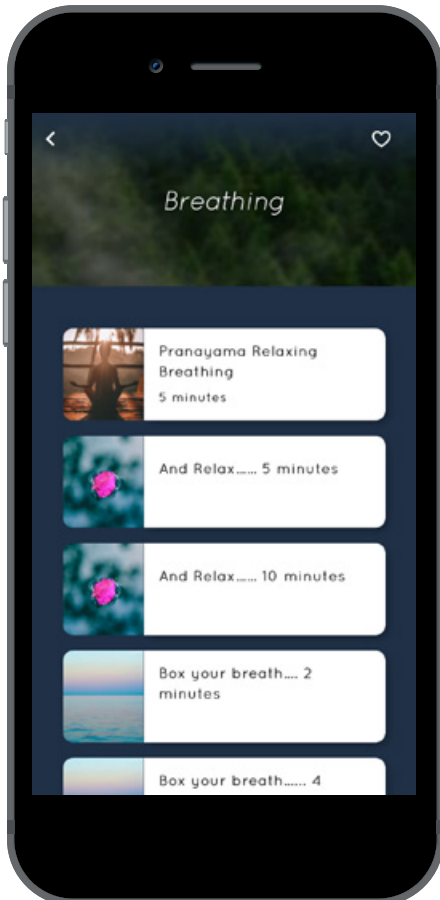 Breathing
Pranayama Relaxing
Breathing
5 minutes
And Relax...... 5 minutes
And Relax...... 10 minutes
Box your breath.... 2
minutes
Box your breath...... 4